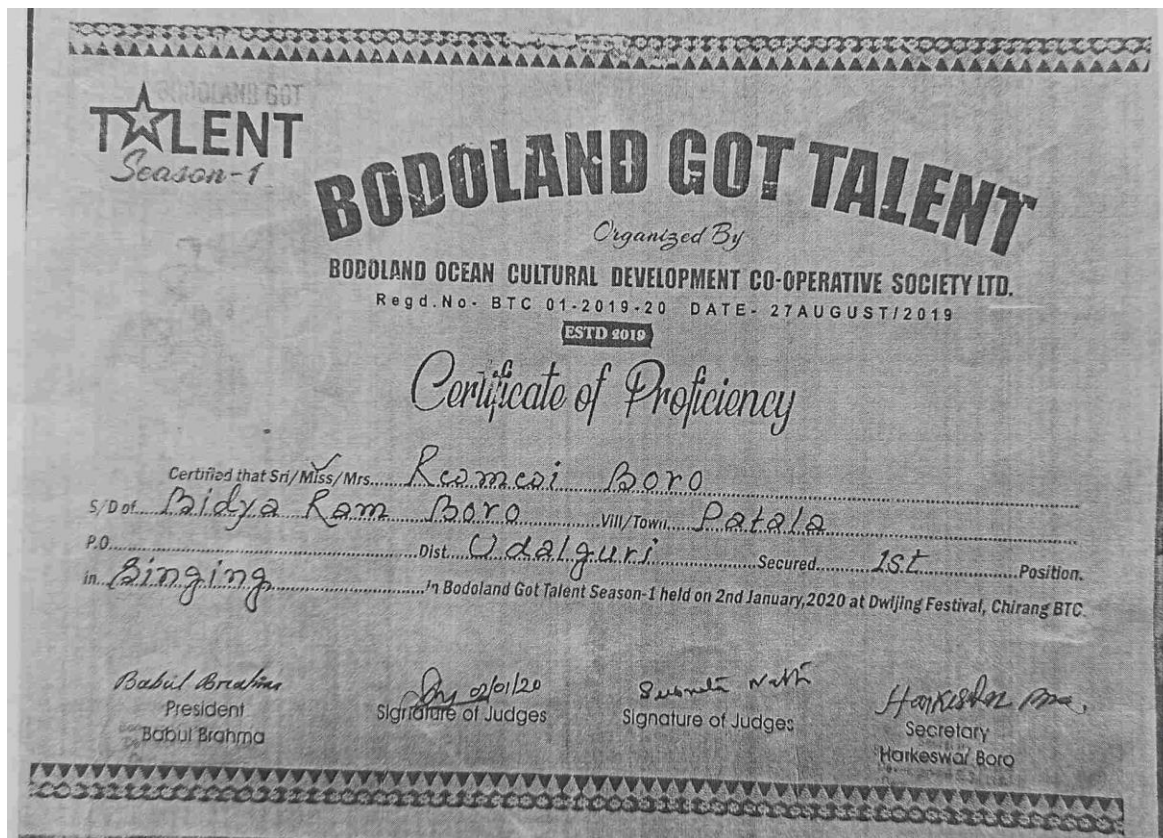 TALENT
Season-1
BODOLAND GOT TALENT
Organized By
BODOLAND OCEAN CULTURAL DEVELOPMENT CO-OPERATIVE SOCIETY LTD.
Regd.No- BTC 01-2019-20 DATE- 27AUGUST/2019
ESTD 2019
Certificate of Proficiency
Certified that Sri/Miss/Mrs. Boro
S/D of Bidya Ram Boro Vill/Town Patala
P.O. Dist. Udalguri Secured 1st Position.
in Singing in Bodoland Got Talent Season-1 held on 2nd January,2020 at Dwijing Festival, Chirang BTC.
Babul Brahma 02/01/20
President Signature of Judges Signature of Judges Secretary
Babul Brahma Harkeswar Boro